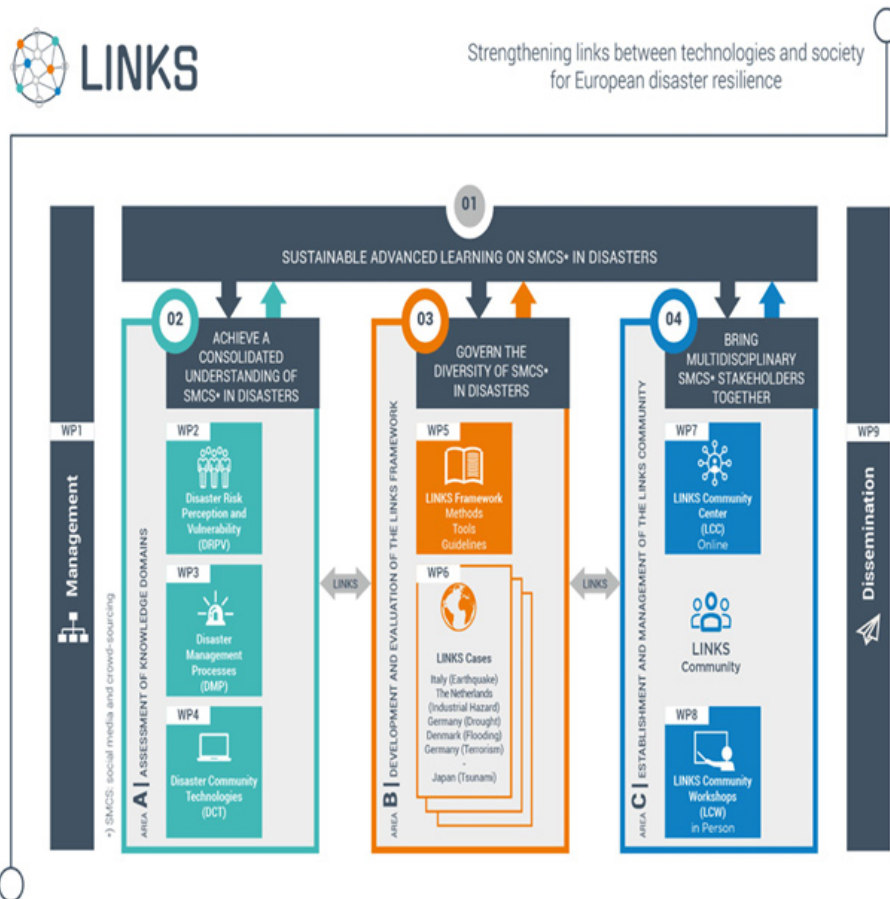 LINKS
Strengthening links between technologies and society
for European disaster resilience
01
SUSTAINABLE ADVANCED LEARNING ON SMCS* IN DISASTERS
WP1
Management
*) SMCS: social media and crowd-sourcing
02
ACHIEVE A
CONSOLIDATED
UNDERSTANDING OF
SMCS* IN DISASTERS
AREA A | ASSESSMENT OF KNOWLEDGE DOMAINS
WP2
Disaster Risk
Perception and
Vulnerability
(DRPV)
WP3
Disaster
Management
Processes
(DMP)
WP4
Disaster Community
Technologies
(DCT)
LINKS
03
GOVERN THE
DIVERSITY OF SMCS*
IN DISASTERS
AREA B | DEVELOPMENT AND EVALUATION OF THE LINKS FRAMEWORK
WP5
LINKS Framework
Methods
Tools
Guidelines
WP6
LINKS Cases
Italy (Earthquake)
The Netherlands
(Industrial Hazard)
Germany (Drought)
Denmark (Flooding)
Germany (Terrorism)
-
Japan (Tsunami)
LINKS
04
BRING
MULTIDISCIPLINARY
SMCS* STAKEHOLDERS
TOGETHER
AREA C | ESTABLISHMENT AND MANAGEMENT OF THE LINKS COMMUNITY
WP7
LINKS Community
Center
(LCC)
Online
LINKS
Community
WP8
LINKS Community
Workshops
(LCW)
in Person
WP9
Dissemination